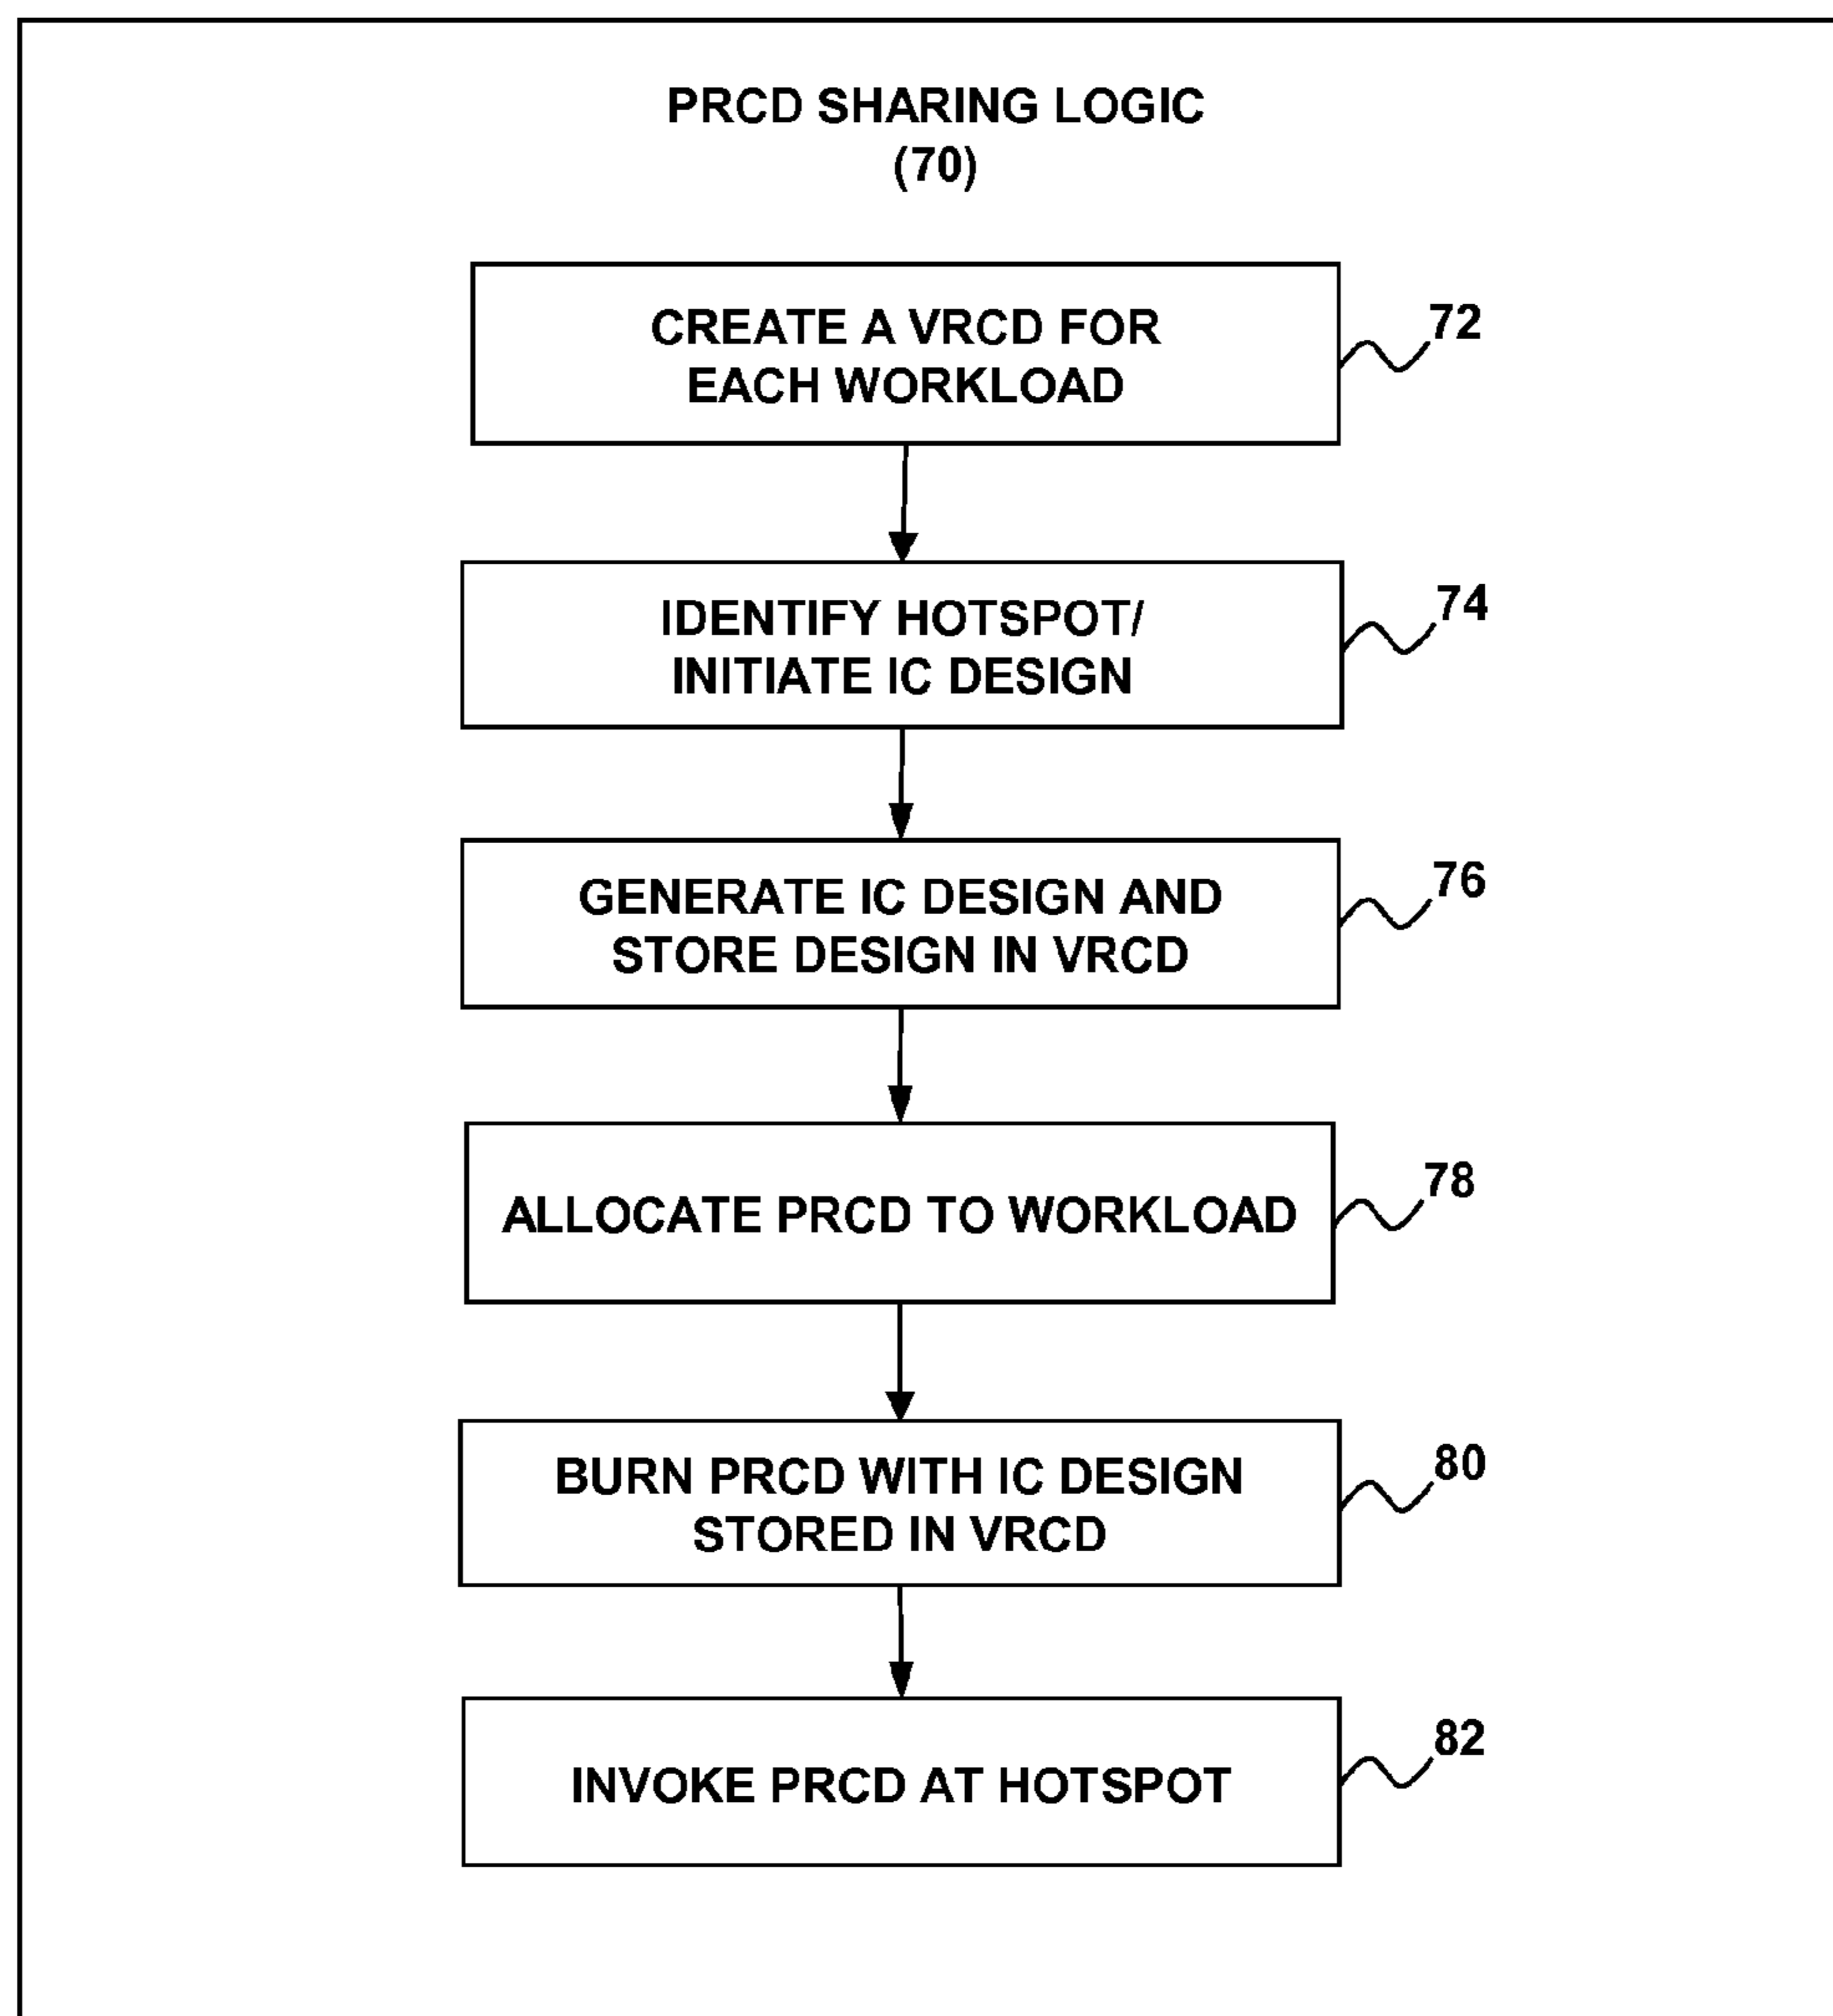 PRCD SHARING LOGIC
(70)
CREATE A VRCD FOR
EACH WORKLOAD
72
IDENTIFY HOTSPOT/
INITIATE IC DESIGN
74
GENERATE IC DESIGN AND
STORE DESIGN IN VRCD
76
ALLOCATE PRCD TO WORKLOAD
78
BURN PRCD WITH IC DESIGN
STORED IN VRCD
80
INVOKE PRCD AT HOTSPOT
82